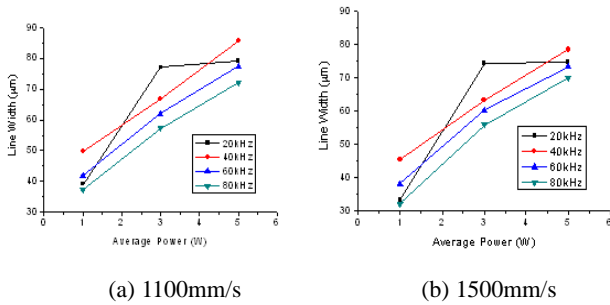 90
80
70
60
50
40
30
0 1 2 3 4 5 6
Line Width (µm)
Average Power (W)
20kHz
40kHz
60kHz
80kHz
(a) 1100mm/s
90
80
70
60
50
40
30
0 1 2 3 4 5 6
Line Width (µm)
Average Power (W)
20kHz
40kHz
60kHz
80kHz
(b) 1500mm/s